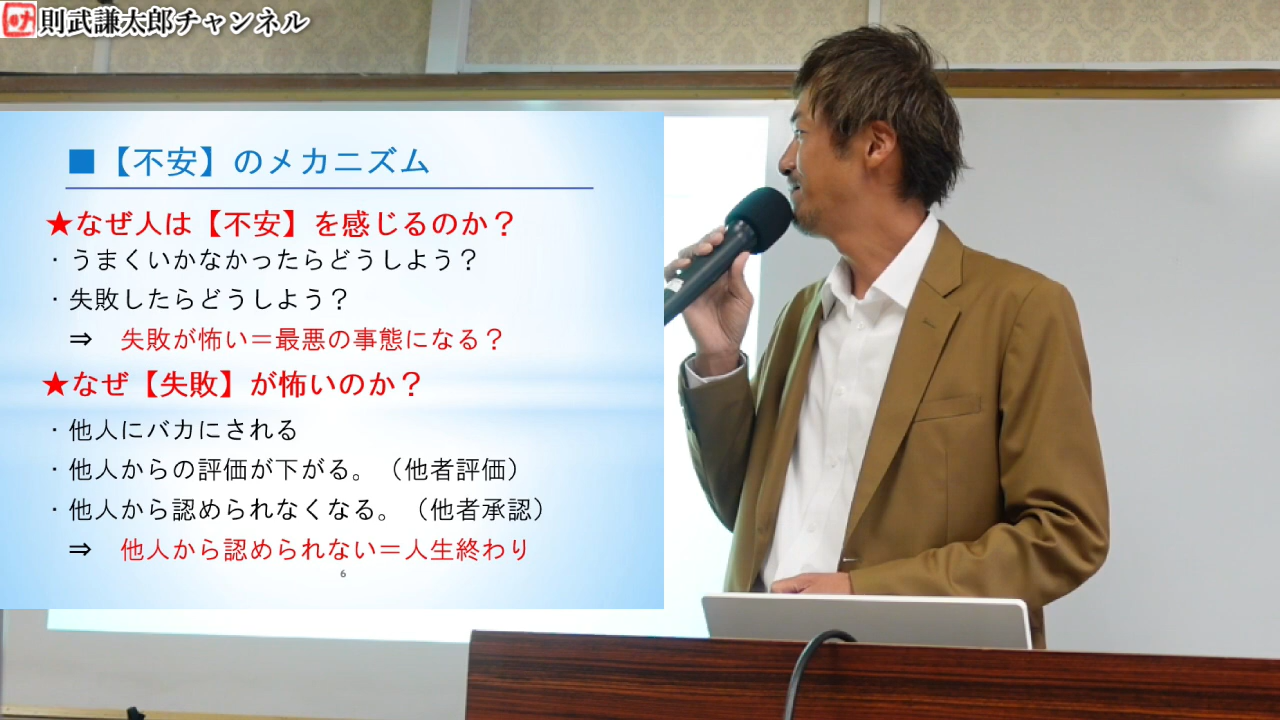 サ 則武謙太郎チャンネル
■【不安】のメカニズム
★なぜ人は【不安】を感じるのか？
・うまくいかなかったらどうしよう？
・失敗したらどうしよう？
⇒ 失敗が怖い＝最悪の事態になる？
★なぜ【失敗】が怖いのか？
・他人にバカにされる
・他人からの評価が下がる。（他者評価）
・他人から認められなくなる。（他者承認）
⇒ 他人から認められない＝人生終わり
6